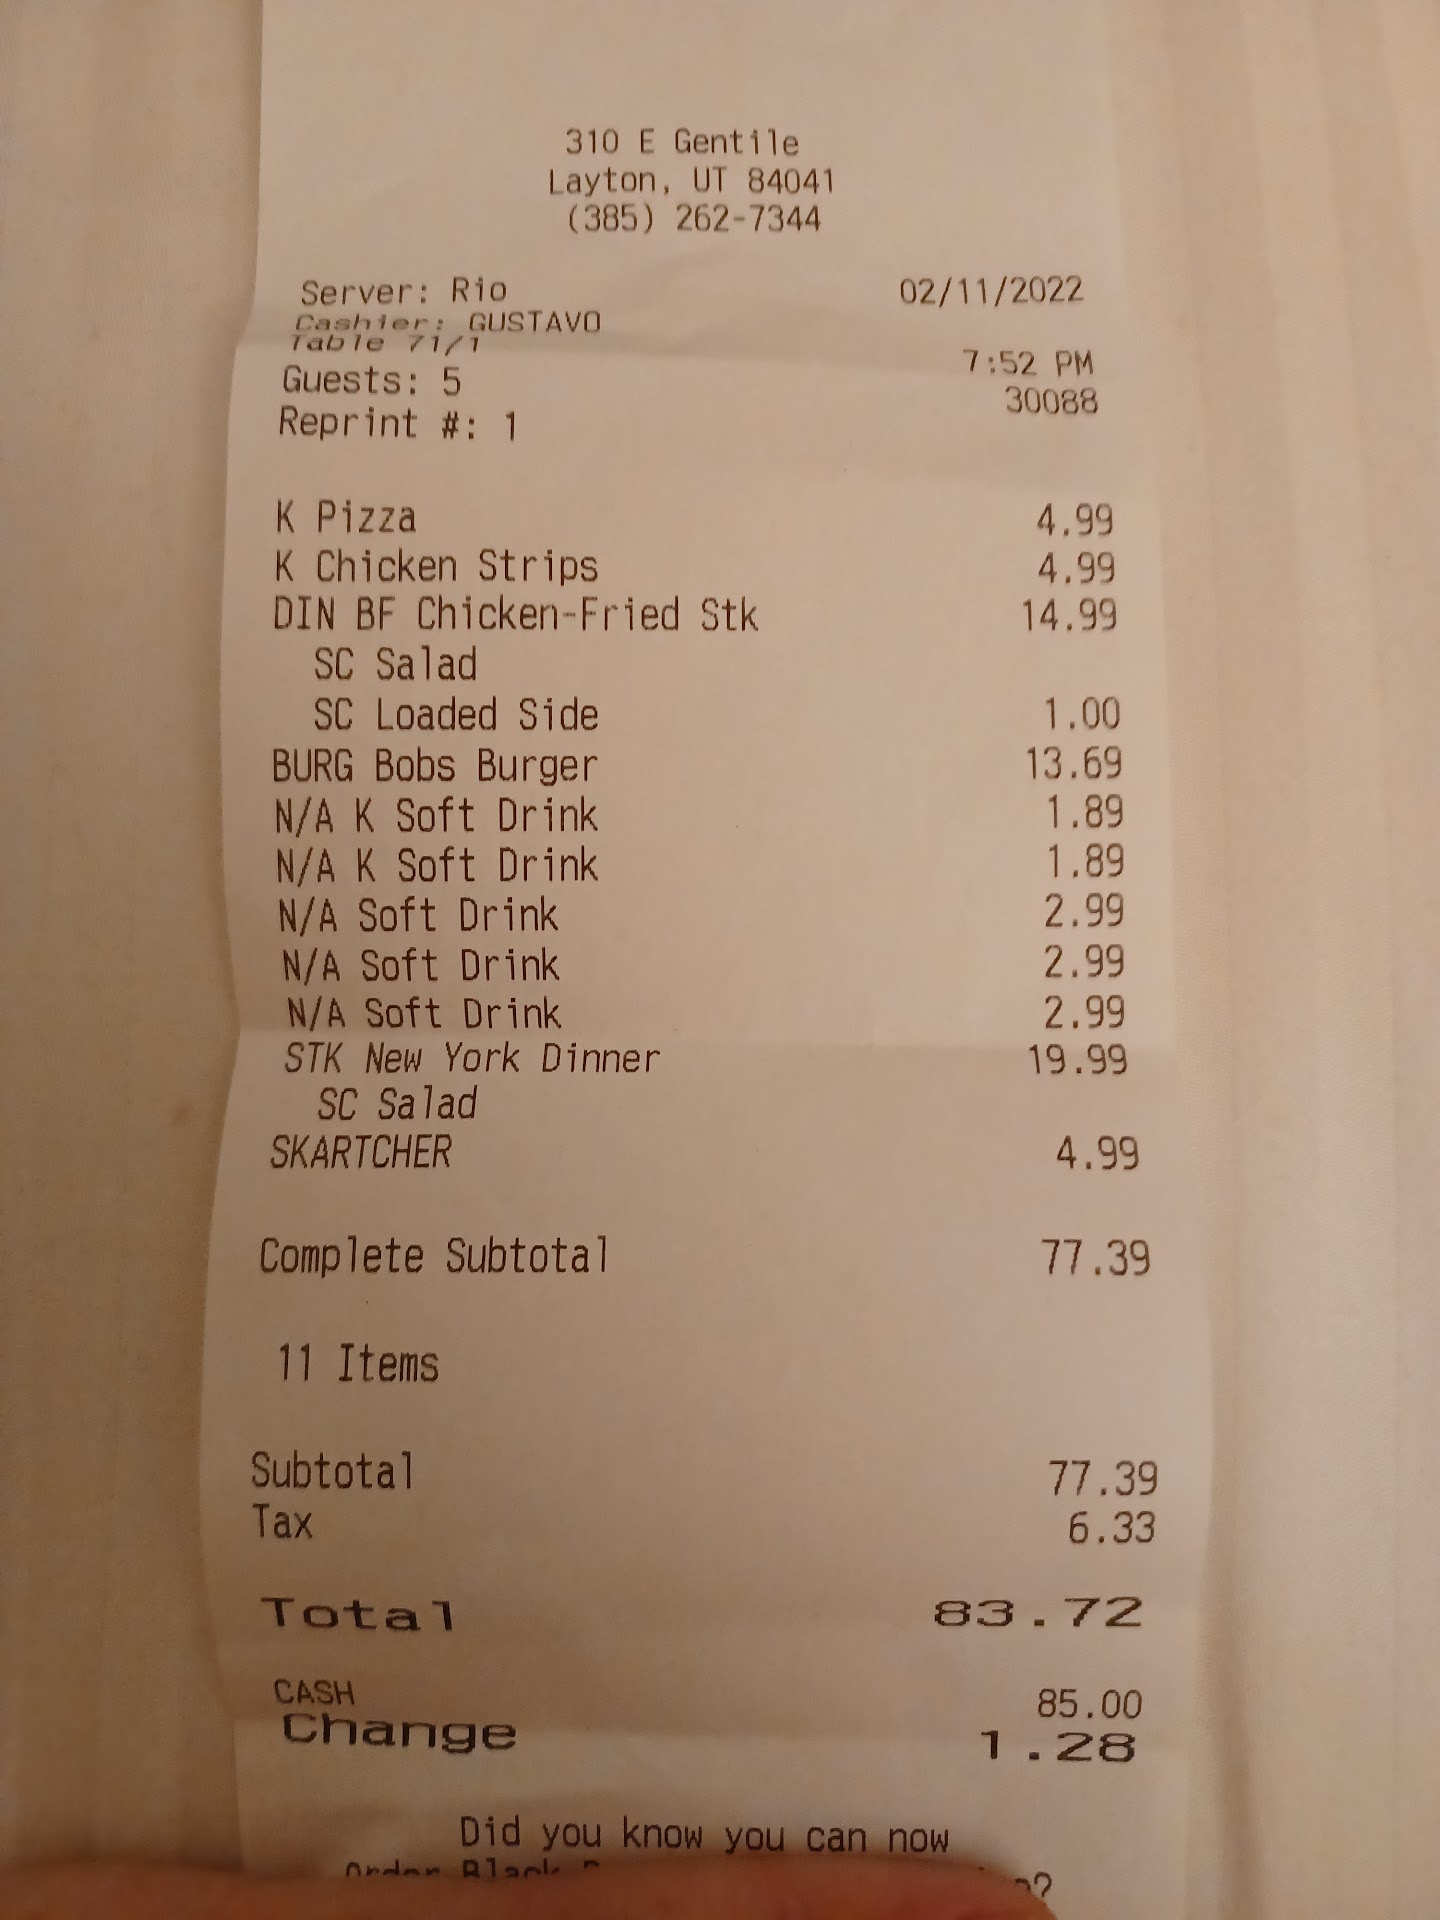 310 E Gentile
Layton, UT 84041
(385) 262-7344
Server: Rio 02/11/2022
Cashier: GUSTAVO
Table 71/1 7:52 PM
Guests: 5 30088
Reprint #: 1
K Pizza 4.99
K Chicken Strips 4.99
DIN BF Chicken-Fried Stk 14.99
SC Salad
SC Loaded Side 1.00
BURG Bobs Burger 13.69
N/A K Soft Drink 1.89
N/A K Soft Drink 1.89
N/A Soft Drink 2.99
N/A Soft Drink 2.99
N/A Soft Drink 2.99
STK New York Dinner 19.99
SC Salad
SKARTCHER 4.99
Complete Subtotal 77.39
11 Items
Subtotal 77.39
Tax 6.33
Total 83.72
CASH 85.00
Change 1.28
Did you know you can now
Order Black